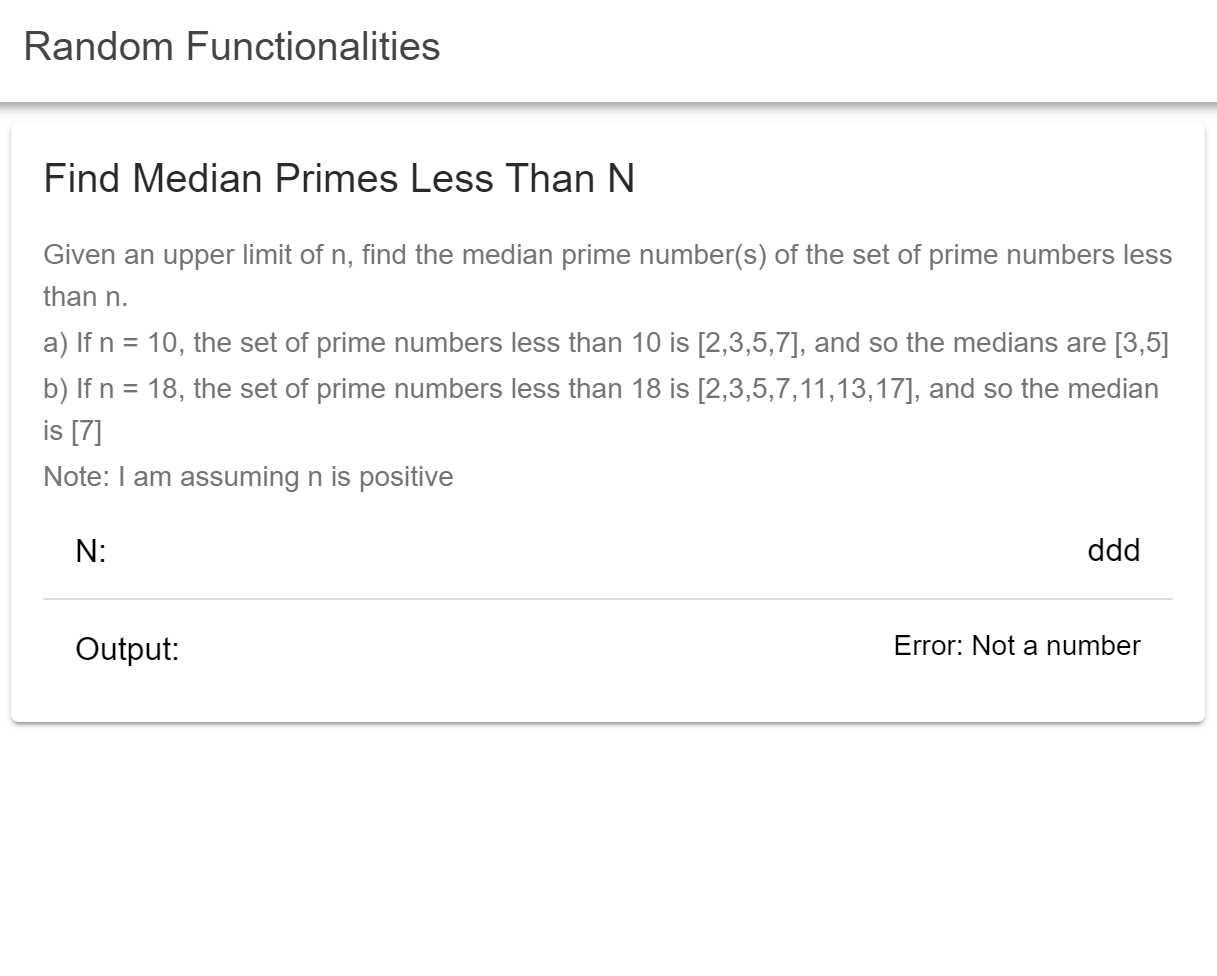 Random Functionalities
Find Median Primes Less Than N
Given an upper limit of n, find the median prime number(s) of the set of prime numbers less
than n.
a) If n = 10, the set of prime numbers less than 10 is [2,3,5,7], and so the medians are [3,5]
b) If n = 18, the set of prime numbers less than 18 is [2,3,5,7,11,13,17], and so the median
is [7]
Note: I am assuming n is positive
N: ddd
Output: Error: Not a number